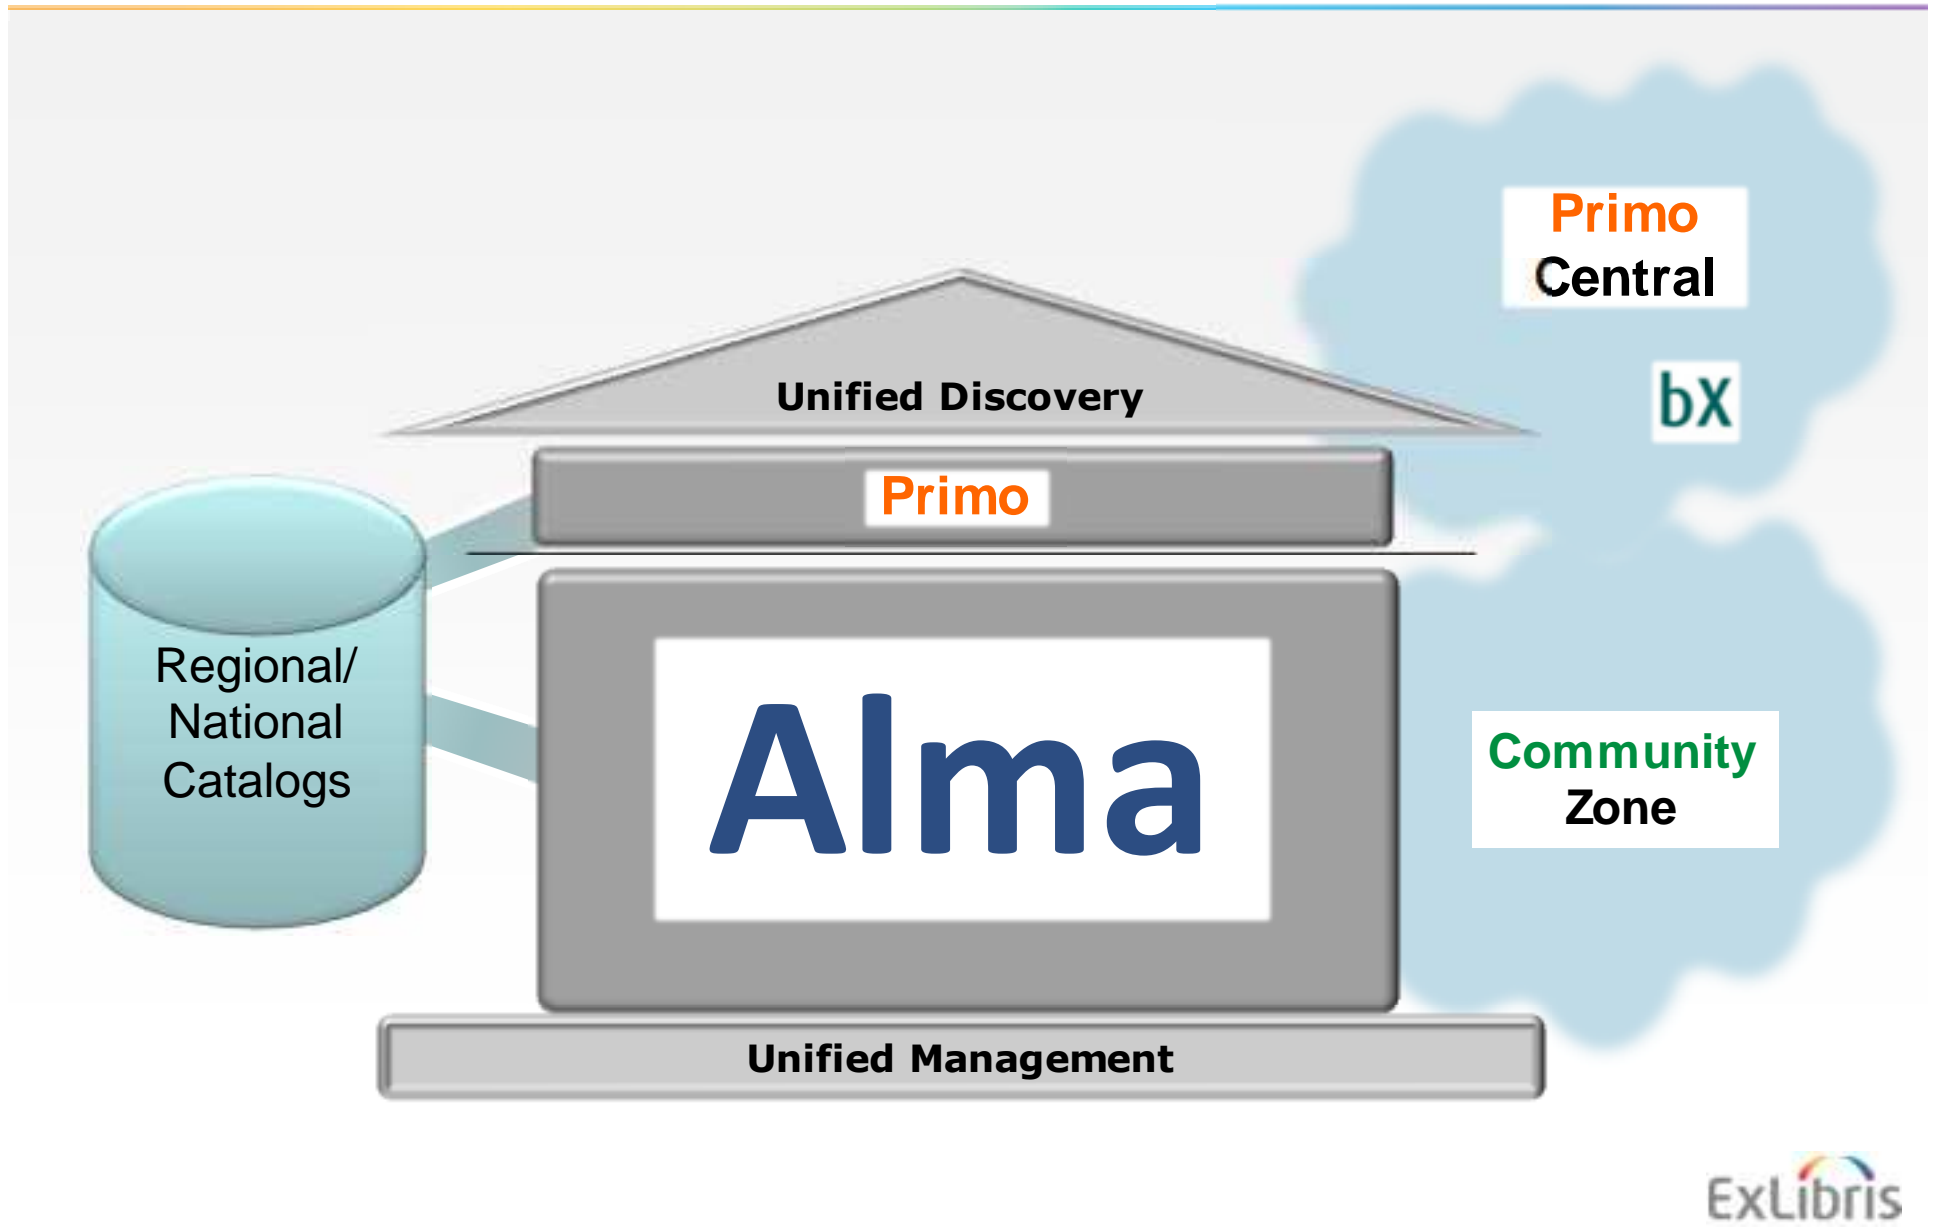 Primo
Central
Unified Discovery
bX
Primo
Regional/
National
Catalogs
Alma
Community
Zone
Unified Management
ExLibris